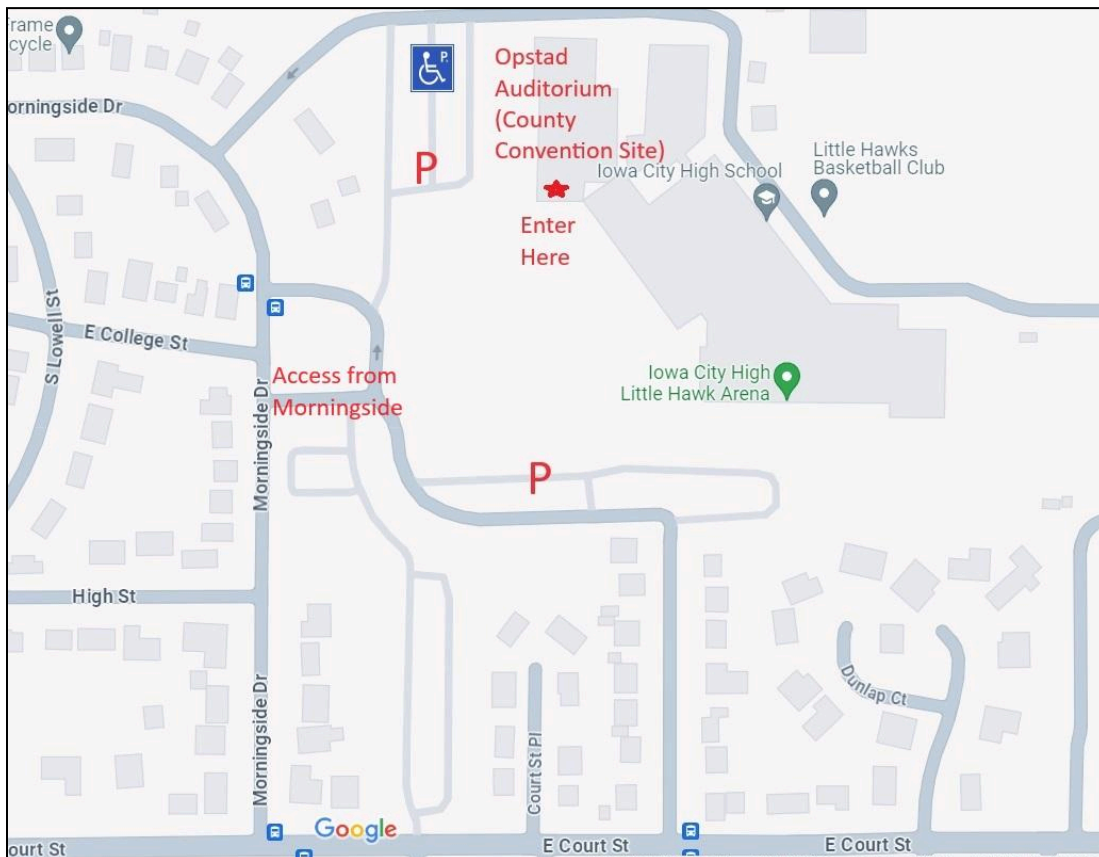 Frame
cycle
Opstad
Auditorium
(County
Convention Site)
orningside Dr
P
P
Iowa City High School
Little Hawks
Basketball Club
Enter
Here
S Lowell St
E College St
Access from
Morningside
Morningside Dr
Iowa City High
Little Hawk Arena
P
High St
Morningside Dr
Dunlap Ct
Court St Pl
Google
ourt St
E Court St
E Court St